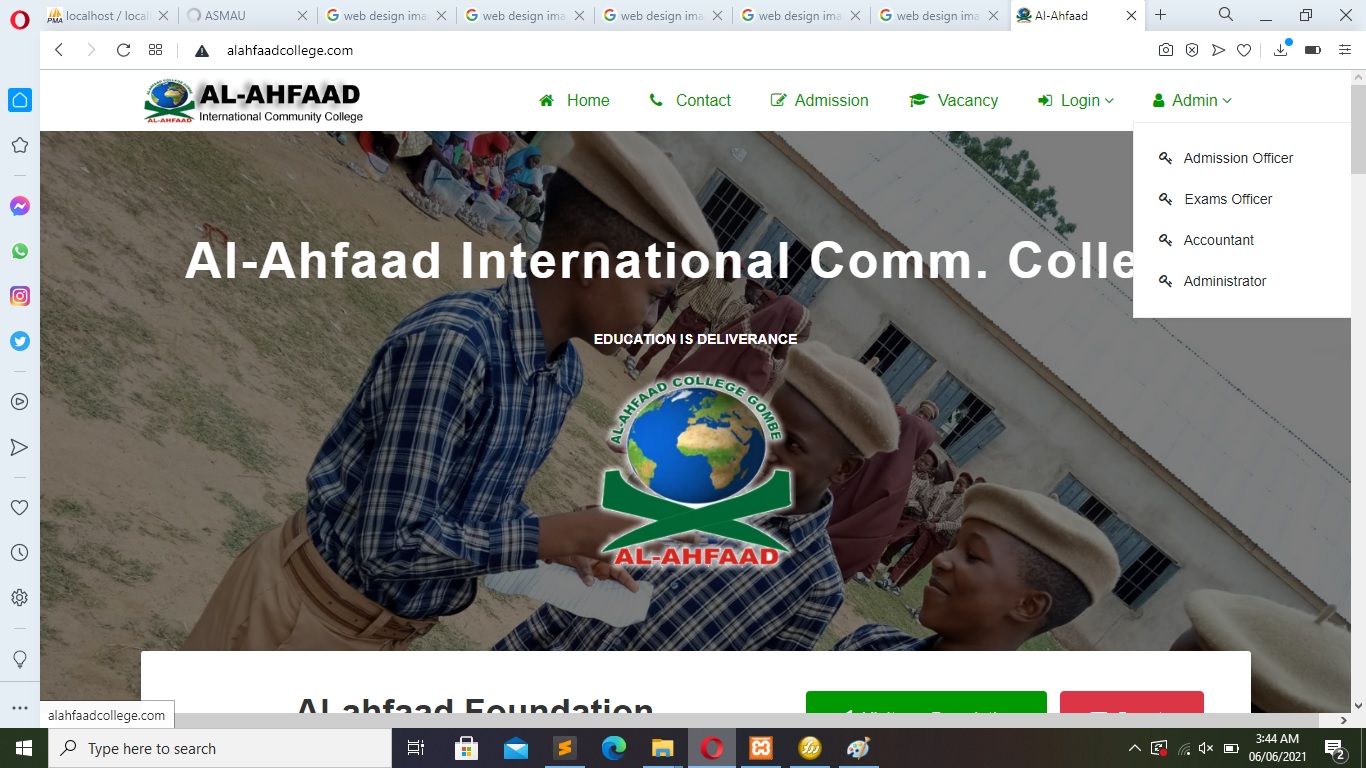 localhost / local
ASMAU
web design ima
web design ima
web design ima
web design ima
web design ima
Al-Ahfaad
alahfaadcollege.com
AL-AHFAAD
International Community College
AL-AHFAAD
Home
Contact
Admission
Vacancy
Login
Admin
Admission Officer
Exams Officer
Accountant
Administrator
Al-Ahfaad International Comm. Colle
EDUCATION IS DELIVERANCE
AL-AHFAAD COLLEGE GOMBE
AL-AHFAAD
Al ahfaad Foundation
alahfaadcollege.com
Type here to search
3:44 AM
06/06/2021
2